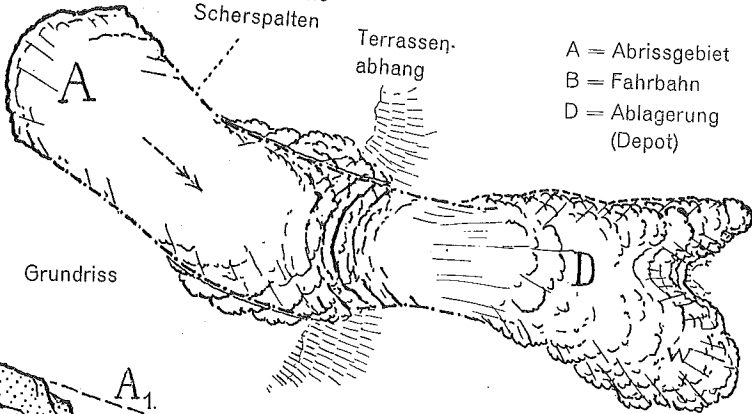 Scherspalten
Terrassen-
abhang
A = Abrissgebiet
B = Fahrbahn
D = Ablagerung
(Depot)
A
D
Grundriss
A1